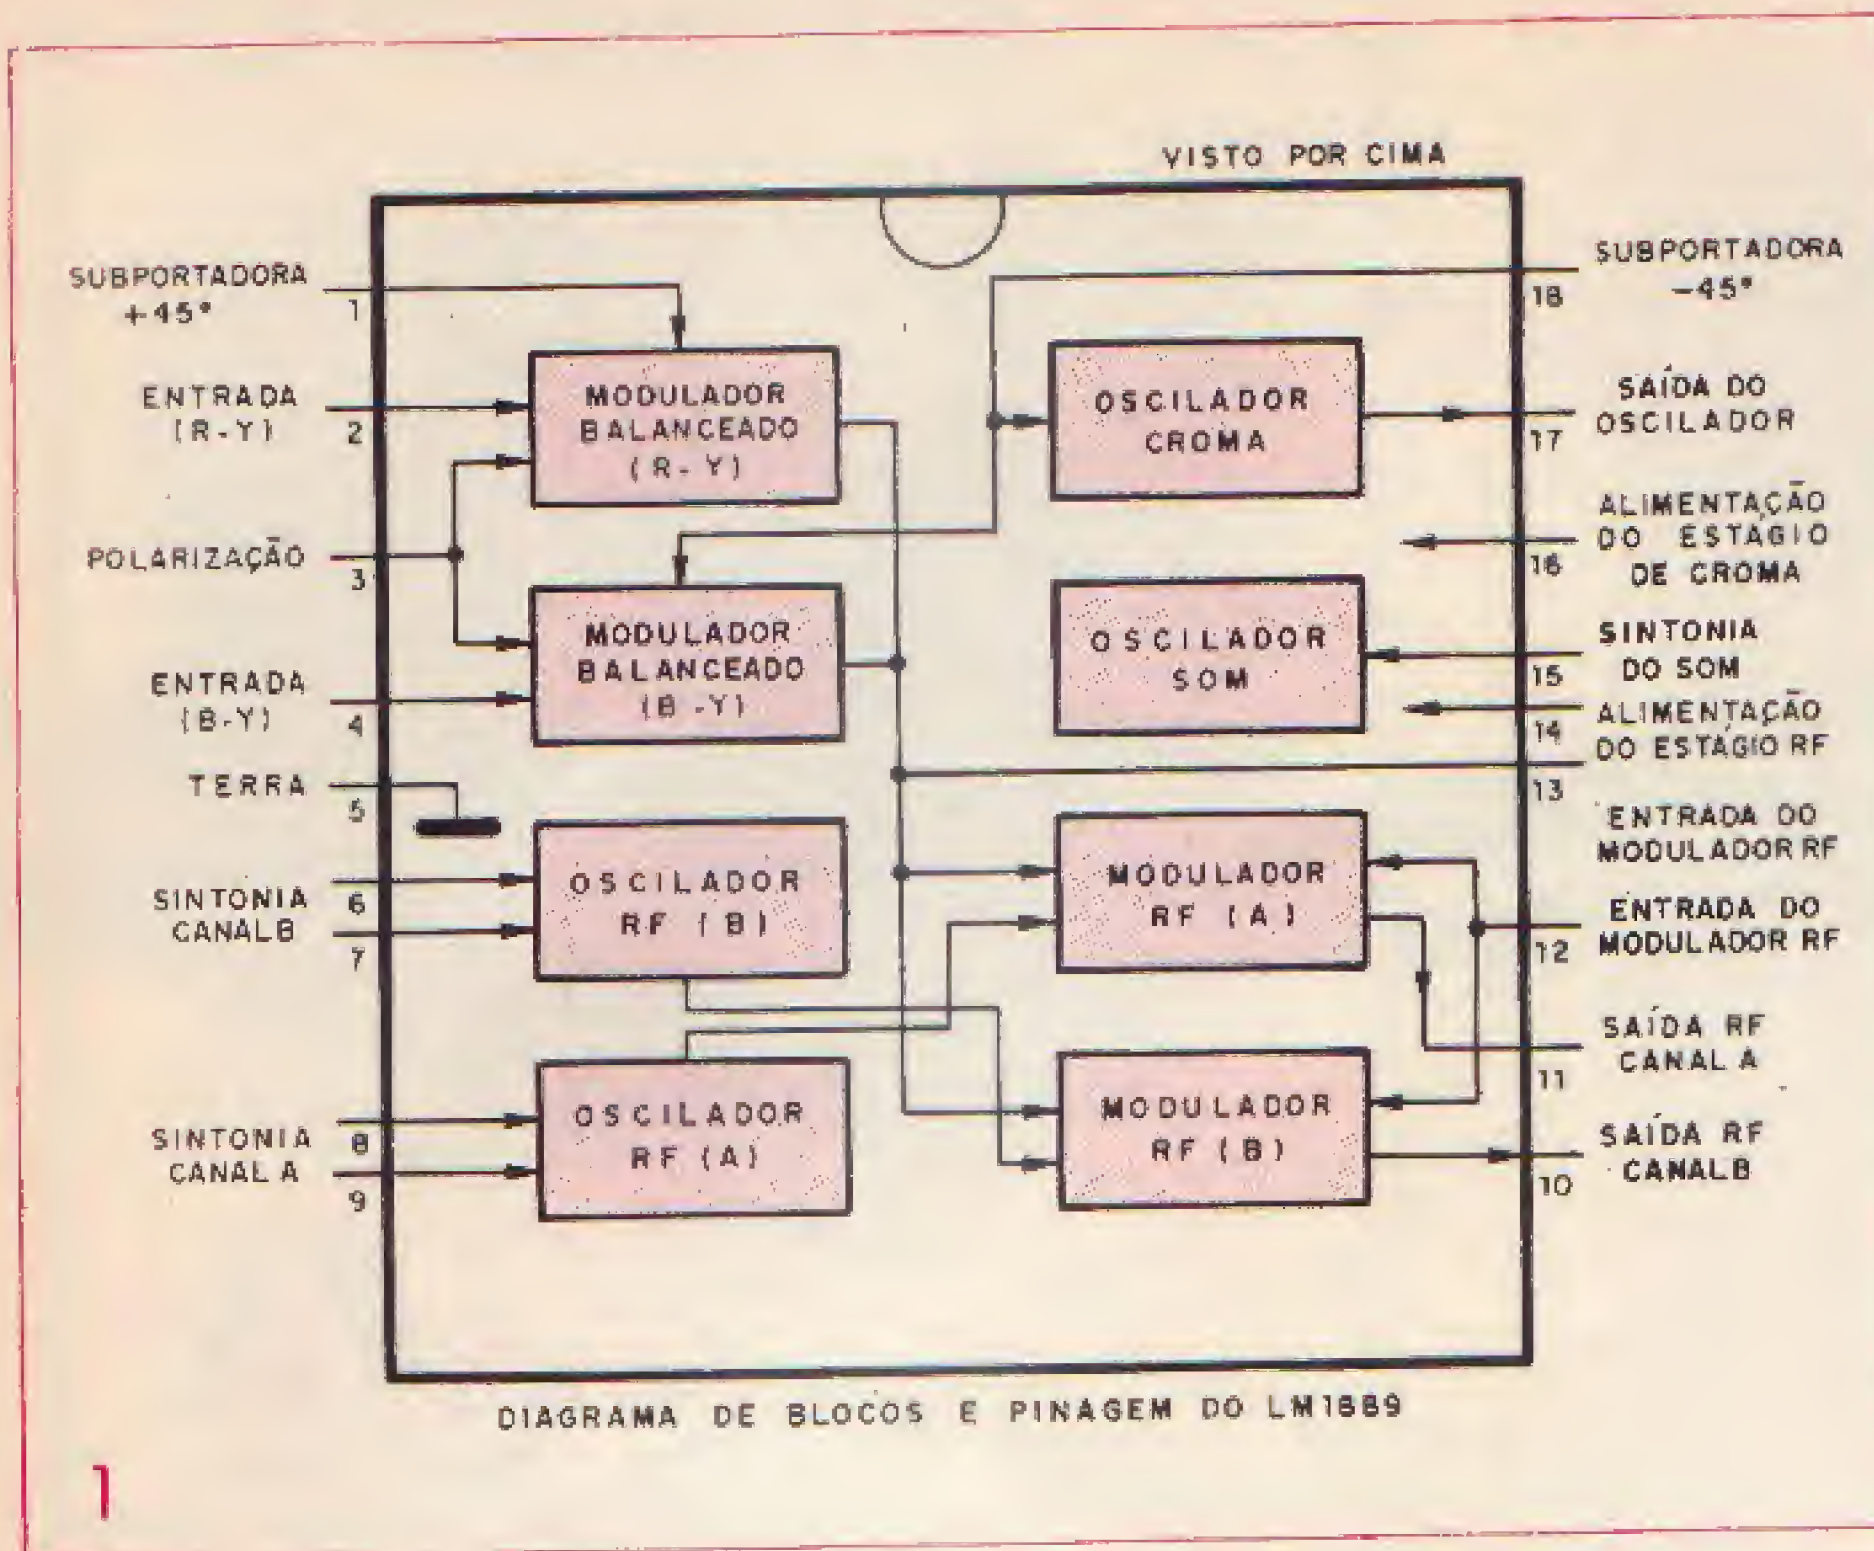 VISTO POR CIMA
SUBPORTADORA
+45°
1
ENTRADA
(R-Y)
2
POLARIZAÇÃO
3
ENTRADA
(B-Y)
4
TERRA
5
SINTONIA
CANAL B
6
7
SINTONIA
CANAL A
8
9
MODULADOR
BALANCEADO
(R-Y)
MODULADOR
BALANCEADO
(B-Y)
OSCILADOR
RF (B)
OSCILADOR
RF (A)
OSCILADOR
CROMA
OSCILADOR
SOM
MODULADOR
RF (A)
MODULADOR
RF (B)
SUBPORTADORA
-45°
18
SAÍDA DO
OSCILADOR
17
ALIMENTAÇÃO
DO ESTÁGIO
DE CROMA
16
SINTONIA
DO SOM
15
ALIMENTAÇÃO
DO ESTÁGIO RF
14
13
ENTRADA DO
MODULADOR RF
ENTRADA DO
MODULADOR RF
12
SAÍDA RF
CANAL A
11
SAÍDA RF
CANAL B
10
DIAGRAMA DE BLOCOS E PINAGEM DO LM1889
1